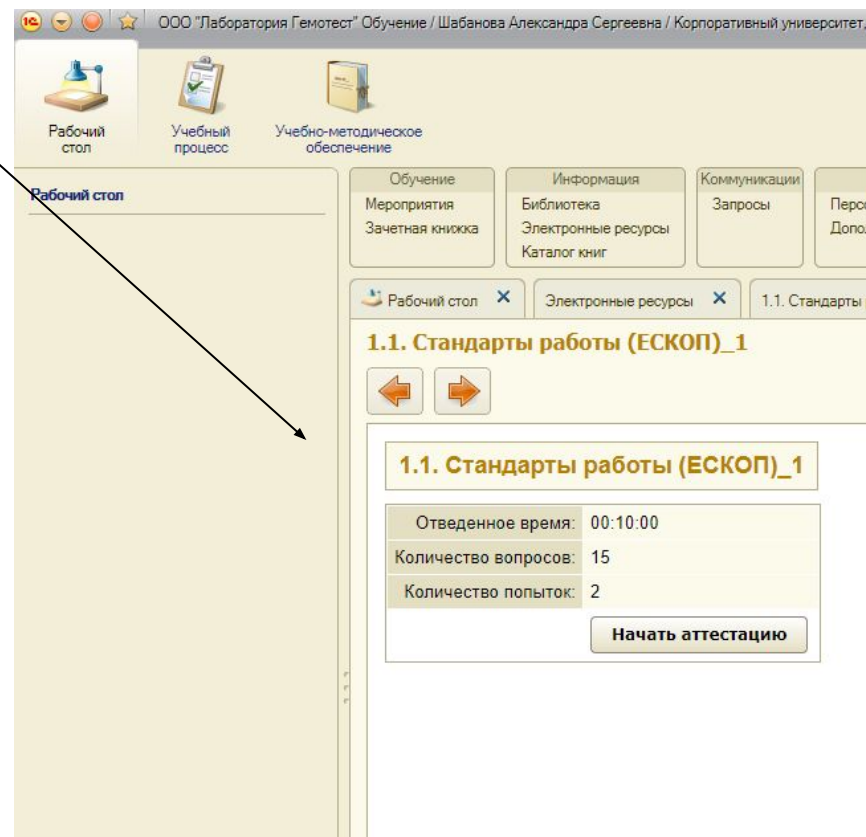 ООО "Лаборатория Гемотест" Обучение / Шабанова Александра Сергеевна / Корпоративный университет,
Рабочий
стол
Учебный
процесс
Учебно-методическое
обеспечение
Рабочий стол
Обучение
Мероприятия
Зачетная книжка
Информация
Библиотека
Электронные ресурсы
Каталог книг
Коммуникации
Запросы
Рабочий стол
Электронные ресурсы
1.1. Стандарты
1.1. Стандарты работы (ЕСКОП)_1
1.1. Стандарты работы (ЕСКОП)_1
Отведенное время: 00:10:00
Количество вопросов: 15
Количество попыток: 2
Начать аттестацию